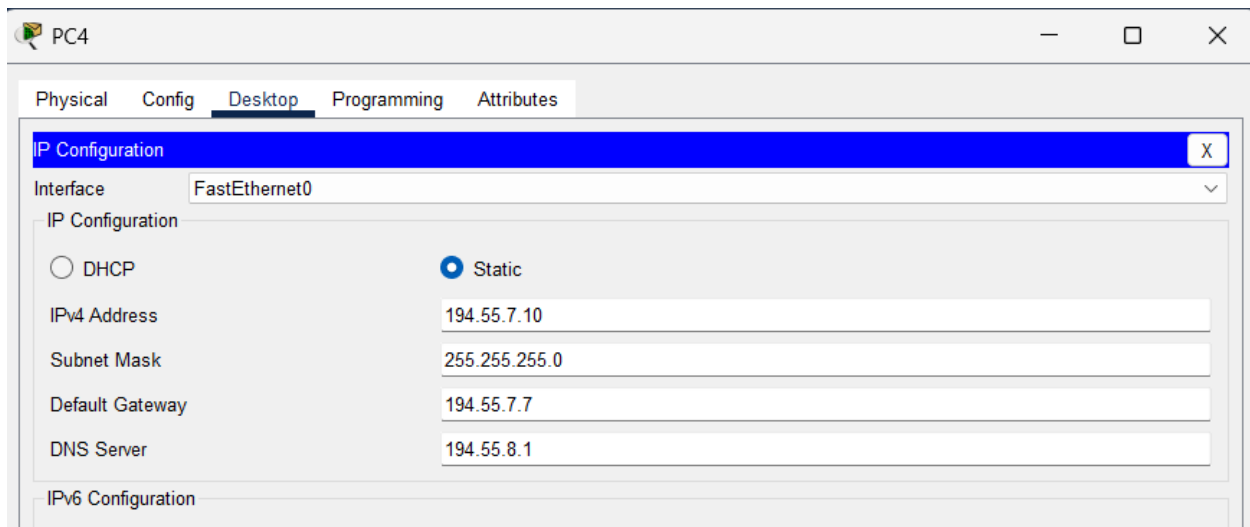 PC4
Physical Config Desktop Programming Attributes
IP Configuration X
Interface FastEthernet0
IP Configuration
DHCP Static
IPv4 Address 194.55.7.10
Subnet Mask 255.255.255.0
Default Gateway 194.55.7.7
DNS Server 194.55.8.1
IPv6 Configuration